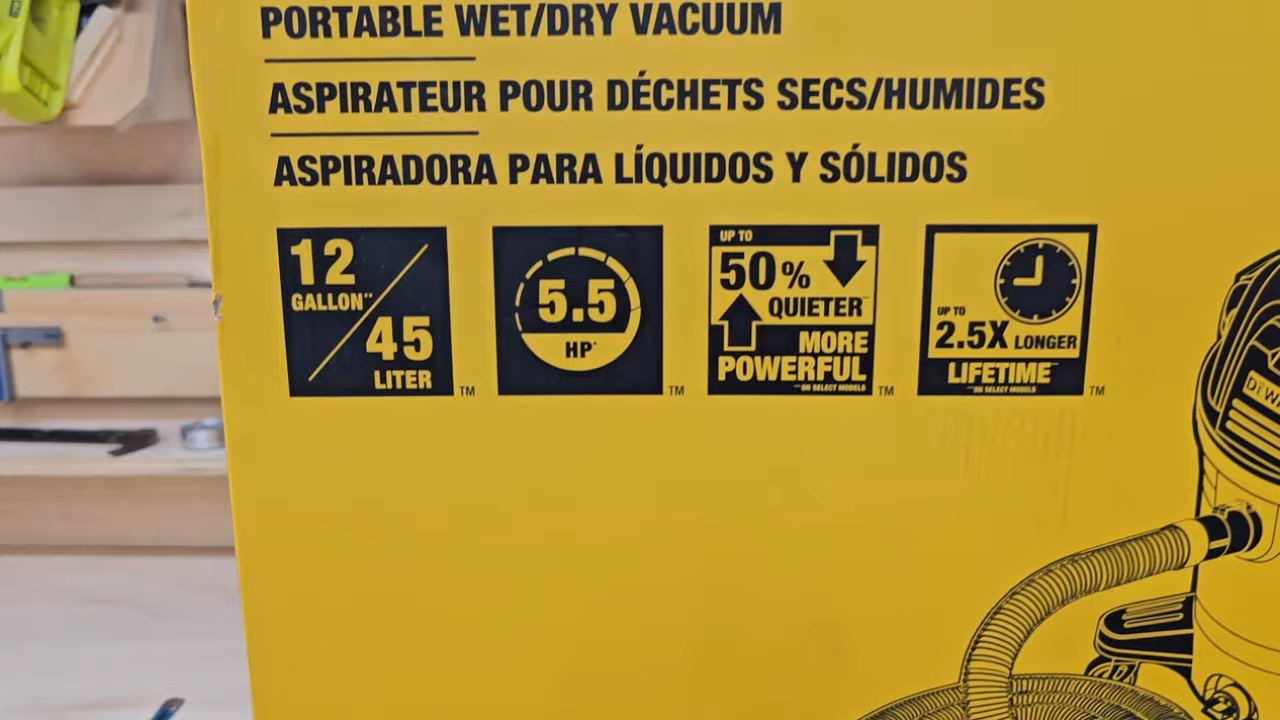 PORTABLE WET/DRY VACUUM
ASPIRATEUR POUR DÉCHETS SECS/HUMIDES
ASPIRADORA PARA LÍQUIDOS Y SÓLIDOS
12
GALLON**
45
LITER
TM
5.5
HP*
TM
UP TO
50%
QUIETER
MORE
POWERFUL
ON SELECT MODELS
TM
UP TO
2.5X LONGER
LIFETIME
ON SELECT MODELS
TM